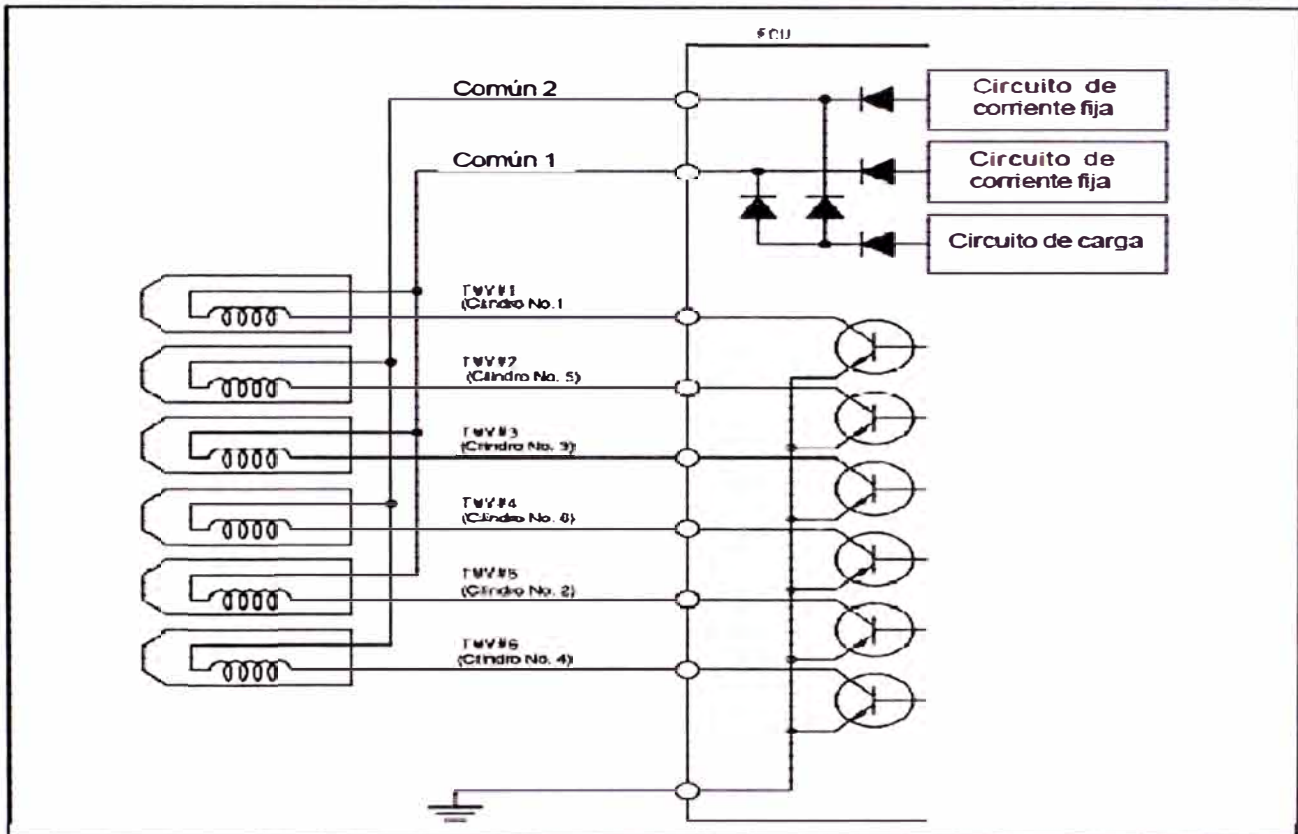 ECU
Común 2
Circuito de
corriente fija
Común 1
Circuito de
corriente fija
Circuito de carga
TWV#1
(Cilindro No.1
TWV#2
(Cilindro No. 5)
TWV#3
(Cilindro No. 3)
TWV#4
(Cilindro No. 6)
TWV#5
(Cilindro No. 2)
TWV#6
(Cilindro No. 4)